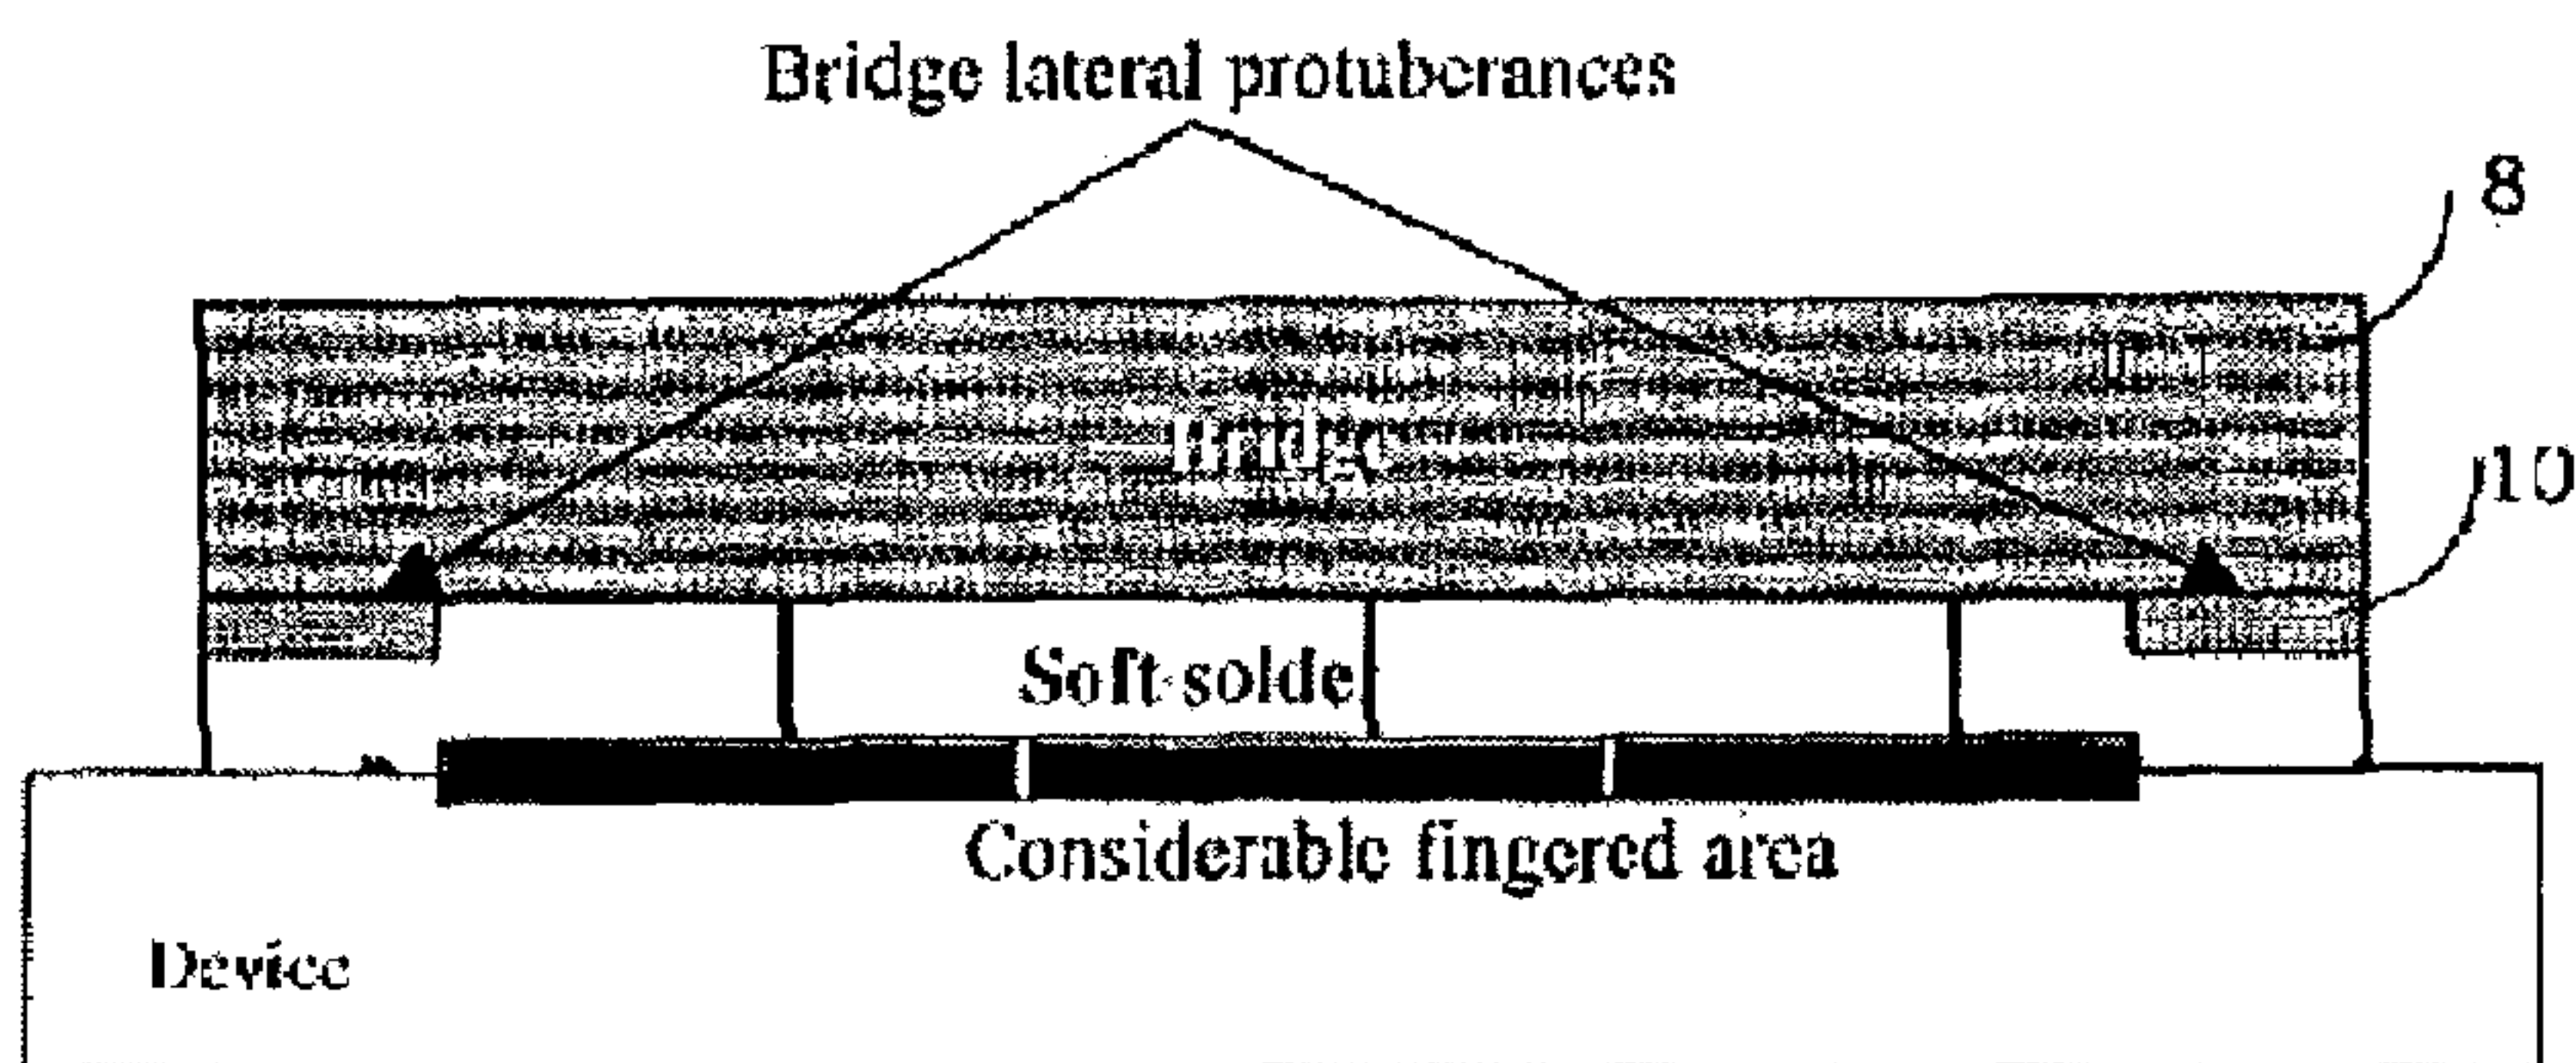 Bridge lateral protuberances
8
Bridge
10
Soft solde
Considerable fingered area
Device